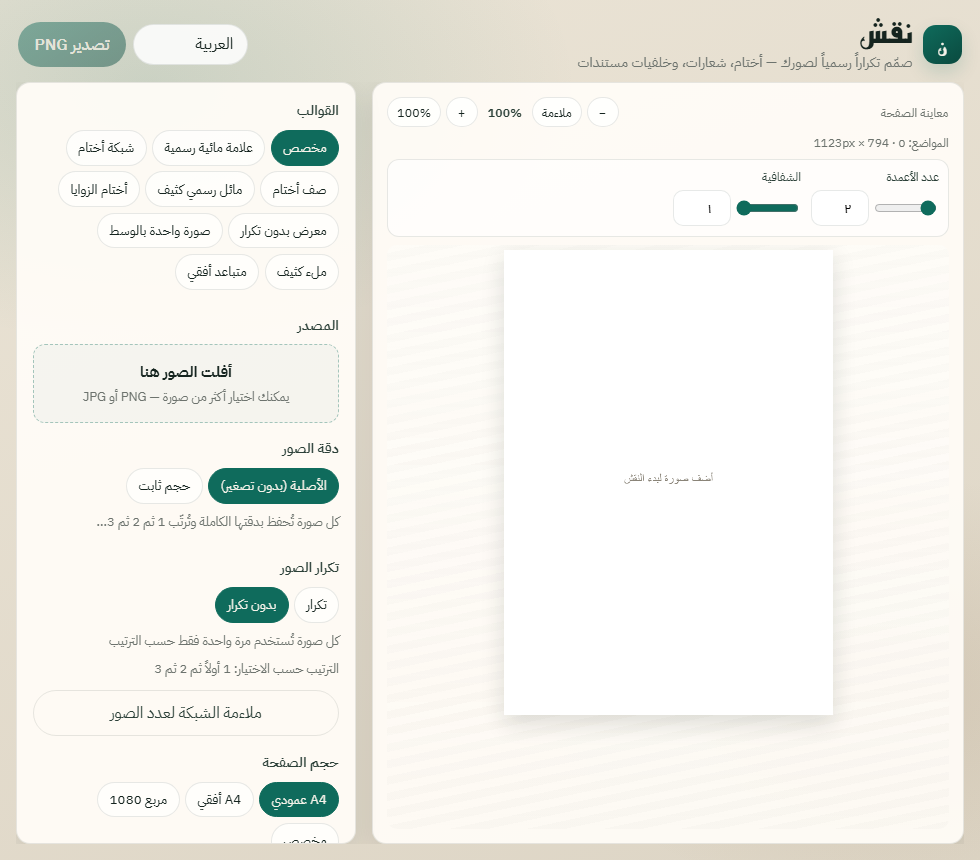 ن
نقش
صمّم تكراراً رسمياً لصورك — أختام، شعارات، وخلفيات مستندات
العربية
تصدير PNG
معاينة الصفحة
−
ملاءمة
100%
+
100%
المواضع: 0 · 794 × 1123px
عدد الأعمدة
٢
الشفافية
١
أضف صورة لبدء النقش
القوالب
مخصص
علامة مائية رسمية
شبكة أختام
صف أختام
مائل رسمي كثيف
أختام الزوايا
معرض بدون تكرار
صورة واحدة بالوسط
ملء كثيف
متباعد أفقي
المصدر
أفلت الصور هنا
يمكنك اختيار أكثر من صورة — PNG أو JPG
دقة الصور
الأصلية (بدون تصغير)
حجم ثابت
كل صورة تُحفظ بدقتها الكاملة وتُرتّب 1 ثم 2 ثم 3…
تكرار الصور
تكرار
بدون تكرار
كل صورة تُستخدم مرة واحدة فقط حسب الترتيب
الترتيب حسب الاختيار: 1 أولاً ثم 2 ثم 3
ملاءمة الشبكة لعدد الصور
حجم الصفحة
A4 عمودي
A4 أفقي
مربع 1080
مخصص